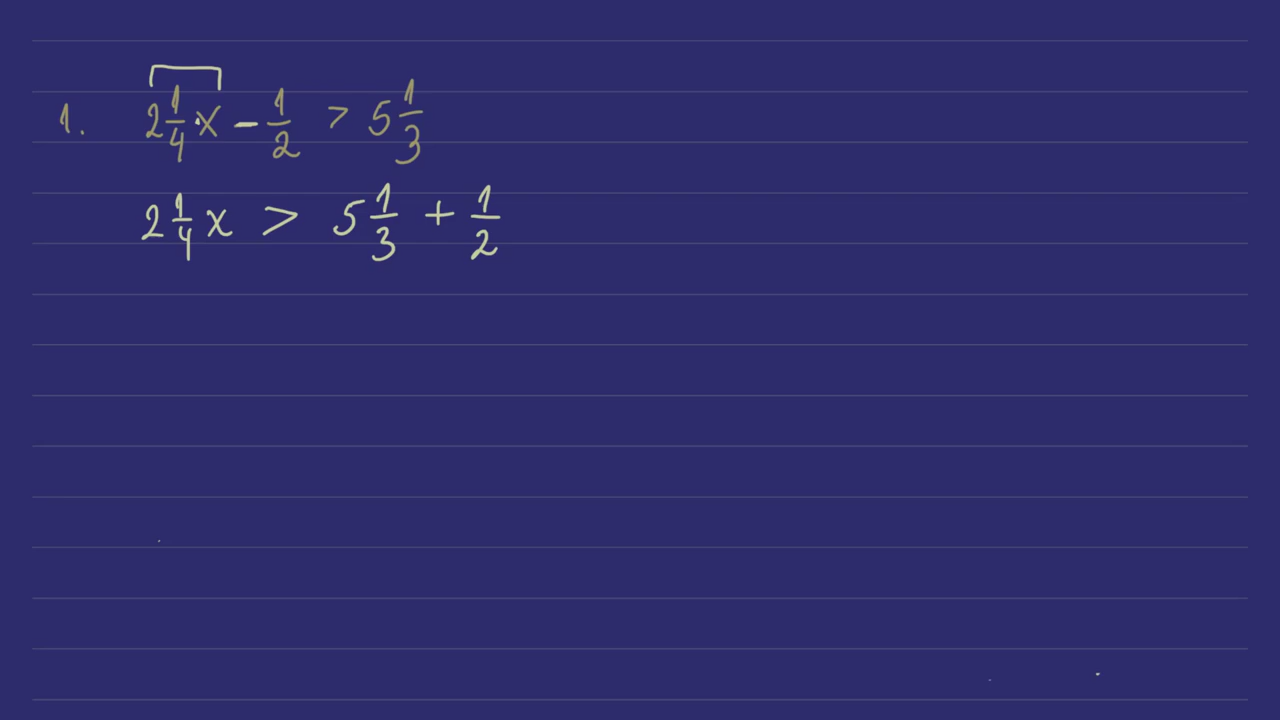 1. 2 1/4 · x - 1/2 > 5 1/3
2 1/4 x > 5 1/3 + 1/2